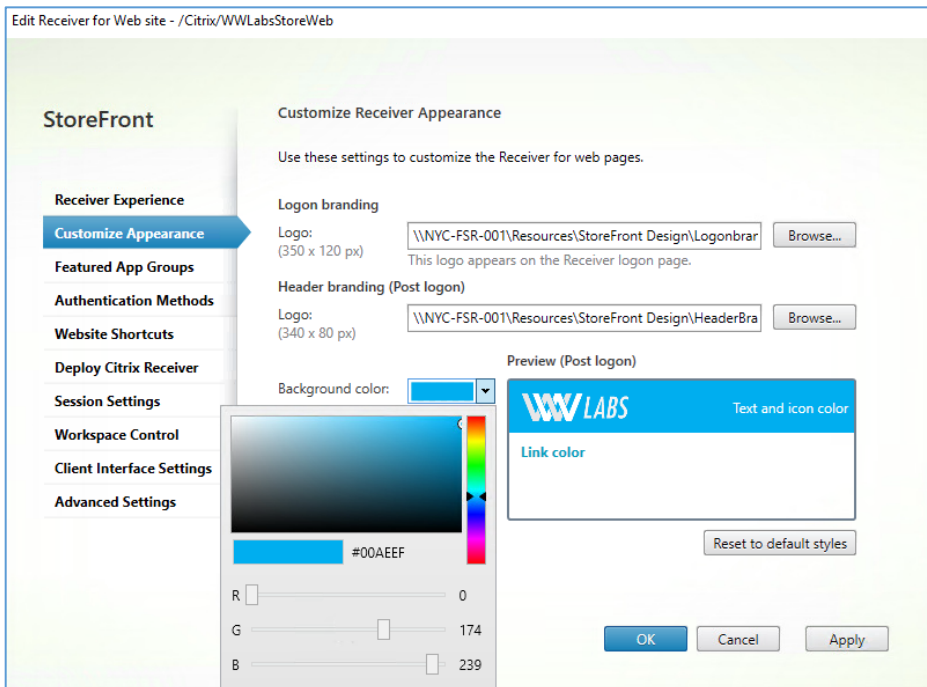 Edit Receiver for Web site - /Citrix/WWLabsStoreWeb
StoreFront
Receiver Experience
Customize Appearance
Featured App Groups
Authentication Methods
Website Shortcuts
Deploy Citrix Receiver
Session Settings
Workspace Control
Client Interface Settings
Advanced Settings
Customize Receiver Appearance
Use these settings to customize the Receiver for web pages.
Logon branding
Logo:
(350 x 120 px)
\\NYC-FSR-001\Resources\StoreFront Design\Logonbrar
Browse...
This logo appears on the Receiver logon page.
Header branding (Post logon)
Logo:
(340 x 80 px)
\\NYC-FSR-001\Resources\StoreFront Design\HeaderBra
Browse...
Background color:
#00AEEF
R 0
G 174
B 239
Preview (Post logon)
WW LABS
Text and icon color
Link color
Reset to default styles
OK
Cancel
Apply